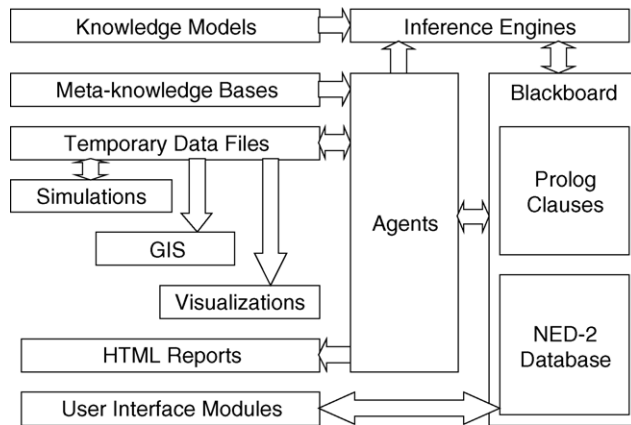 Knowledge Models
Inference Engines
Meta-knowledge Bases
Blackboard
Temporary Data Files
Simulations
Prolog
Clauses
Agents
GIS
Visualizations
NED-2
Database
HTML Reports
User Interface Modules